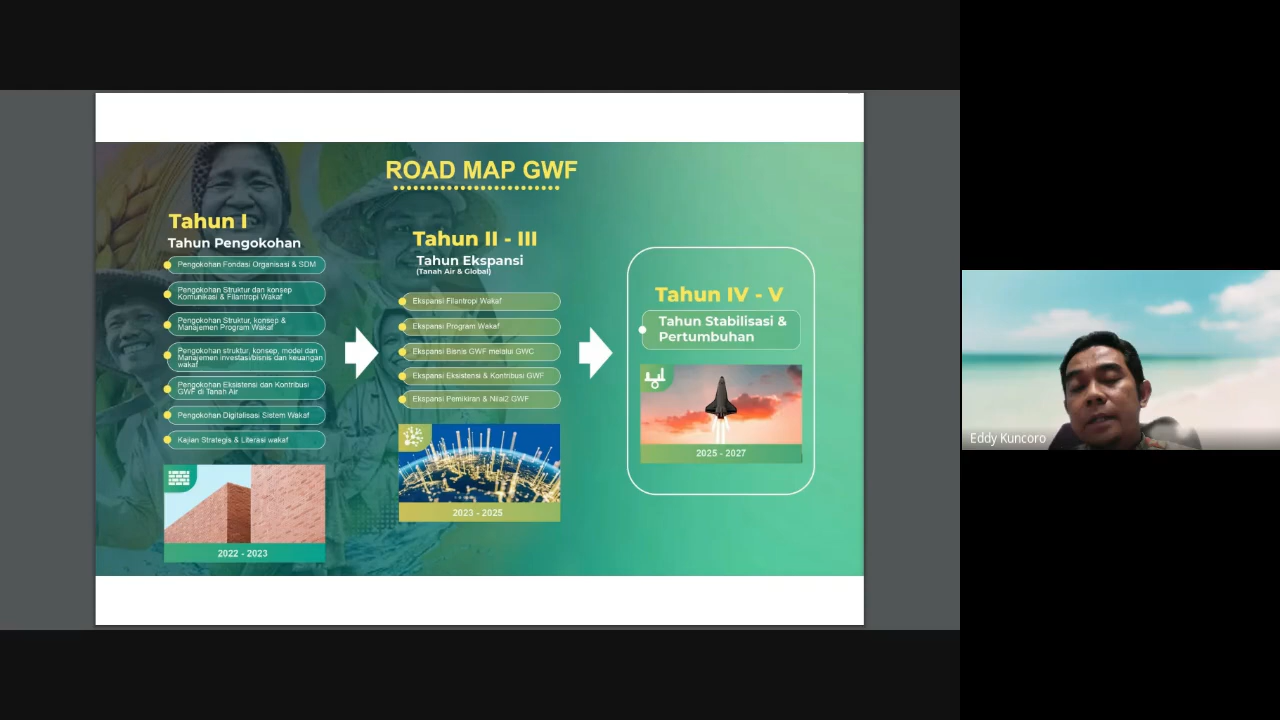 ROAD MAP GWF
Tahun I
Tahun Pengokohan
Pengokohan Fondasi Organisasi & SDM
Pengokohan Struktur dan konsep
Komunikasi & Filantropi Wakaf
Pengokohan Struktur, konsep &
Manajemen Program Wakaf
Pengokohan struktur, konsep, model dan
Manajemen investasi/bisnis dan keuangan
wakaf
Pengokohan Eksistensi dan Kontribusi
GWF di Tanah Air
Pengokohan Digitalisasi Sistem Wakaf
Kajian Strategis & Literasi wakaf
2022 - 2023
Tahun II - III
Tahun Ekspansi
(Tanah Air & Global)
Ekspansi Filantropi Wakaf
Ekspansi Program Wakaf
Ekspansi Bisnis GWF melalui GWC
Ekspansi Eksistensi & Kontribusi GWF
Ekspansi Pemikiran & Nilai2 GWF
2023 - 2025
Tahun IV - V
Tahun Stabilisasi &
Pertumbuhan
2025 - 2027
Eddy Kuncoro